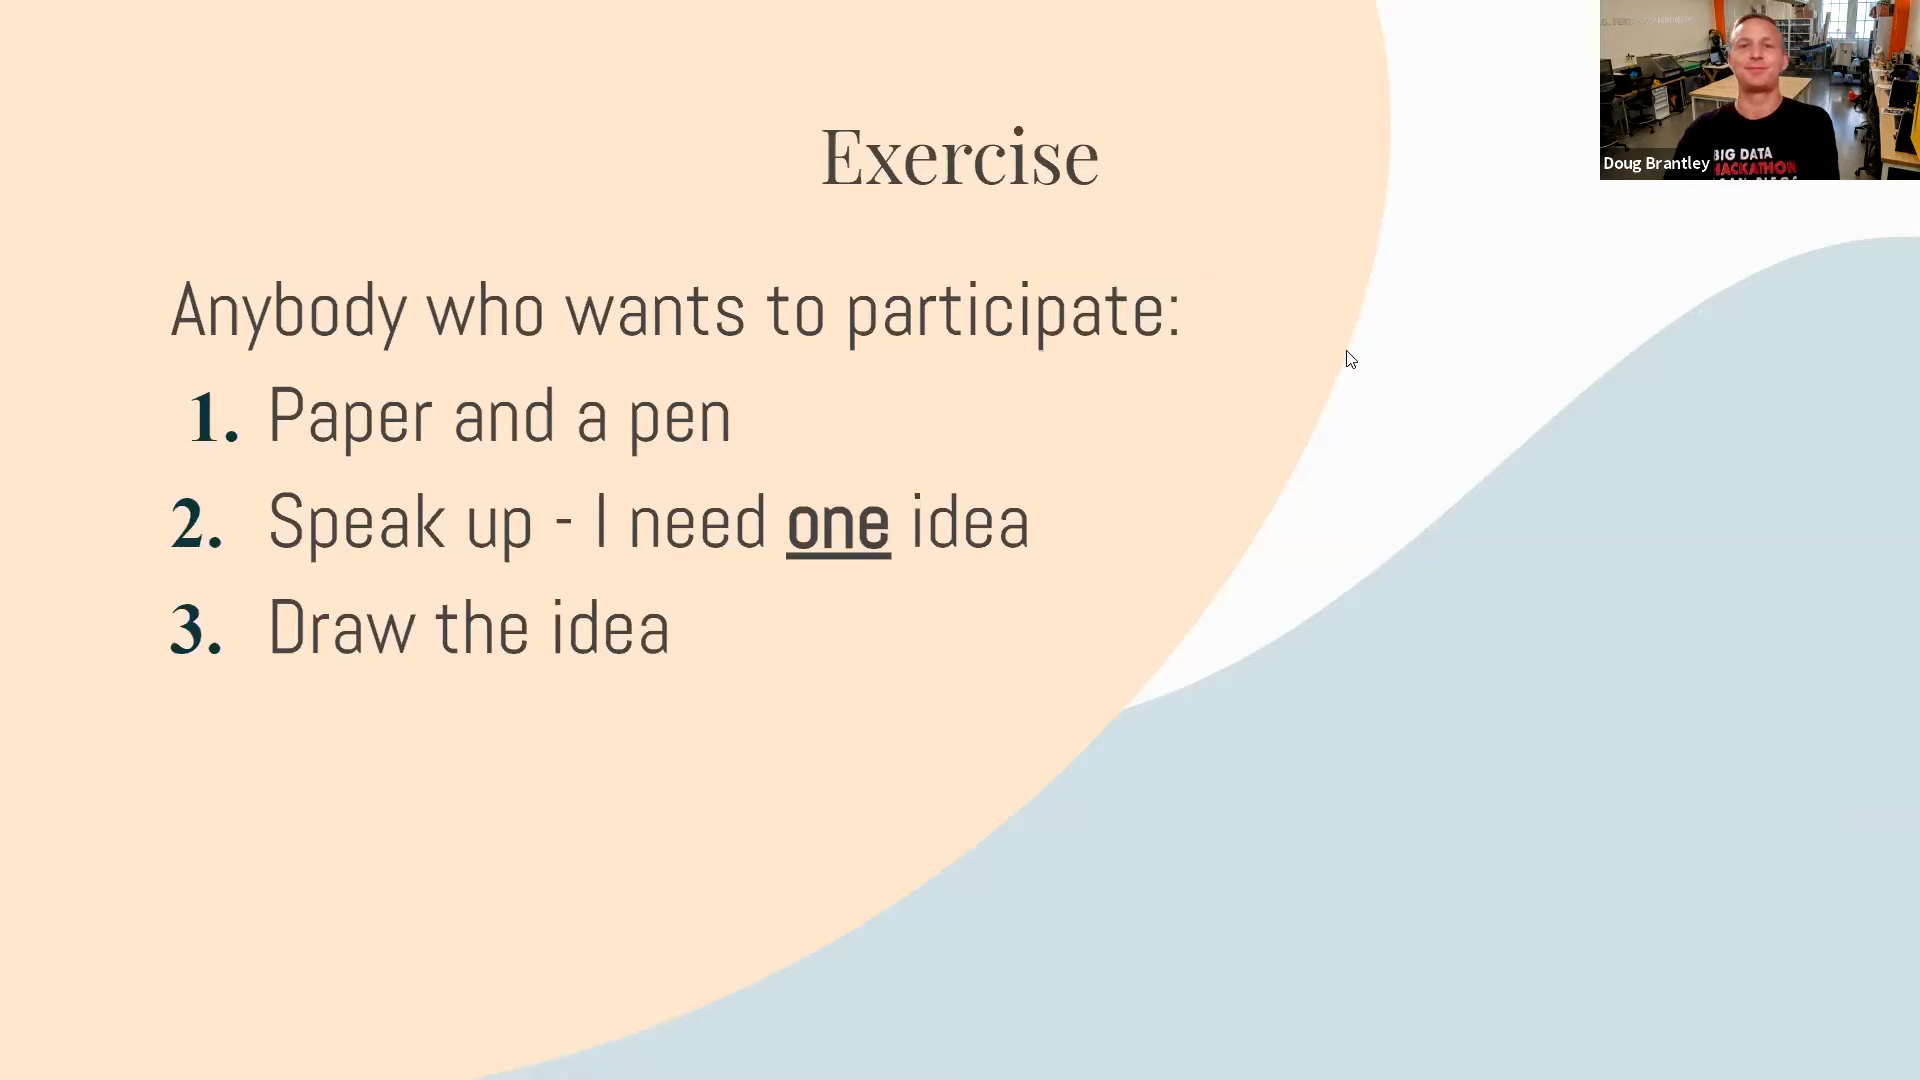 Exercise
Anybody who wants to participate:
1. Paper and a pen
2. Speak up - I need one idea
3. Draw the idea
BIG DATA
HACKATHON
Doug Brantley